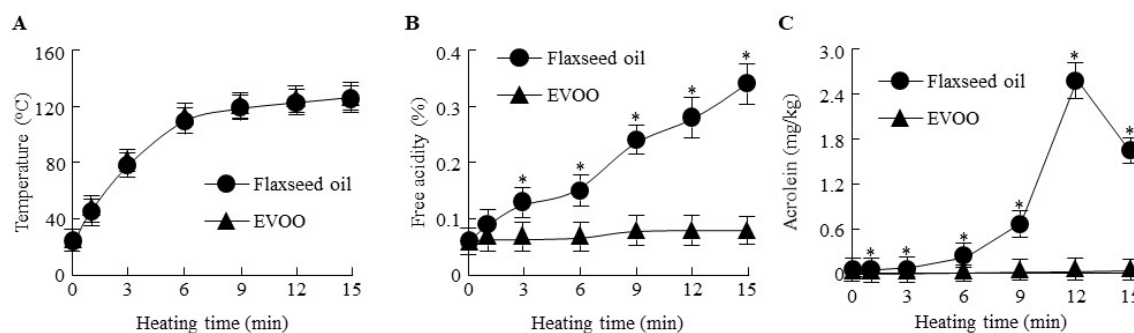 A
Temperature (°C)
160
120
80
40
0
Flaxseed oil
EVOO
0 3 6 9 12 15
Heating time (min)
B
Free acidity (%)
0.4
0.3
0.2
0.1
0
Flaxseed oil
EVOO
* * * * *
0 3 6 9 12 15
Heating time (min)
C
Acrolein (mg/kg)
3.0
2.4
1.8
1.2
0.6
0
Flaxseed oil
EVOO
* * * * * *
0 3 6 9 12 15
Heating time (min)